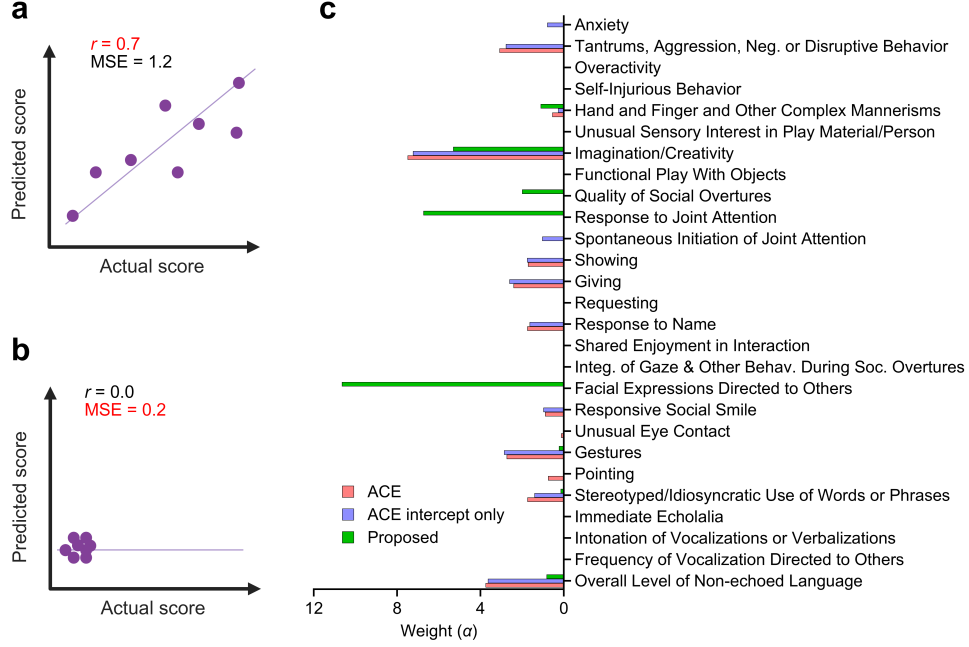 a
r = 0.7
MSE = 1.2
Predicted score
Actual score
b
r = 0.0
MSE = 0.2
Predicted score
Actual score
c
Anxiety
Tantrums, Aggression, Neg. or Disruptive Behavior
Overactivity
Self-Injurious Behavior
Hand and Finger and Other Complex Mannerisms
Unusual Sensory Interest in Play Material/Person
Imagination/Creativity
Functional Play With Objects
Quality of Social Overtures
Response to Joint Attention
Spontaneous Initiation of Joint Attention
Showing
Giving
Requesting
Response to Name
Shared Enjoyment in Interaction
Integ. of Gaze & Other Behav. During Soc. Overtures
Facial Expressions Directed to Others
Responsive Social Smile
Unusual Eye Contact
Gestures
Pointing
Stereotyped/Idiosyncratic Use of Words or Phrases
Immediate Echolalia
Intonation of Vocalizations or Verbalizations
Frequency of Vocalization Directed to Others
Overall Level of Non-echoed Language
ACE
ACE intercept only
Proposed
12 8 4 0
Weight (α)